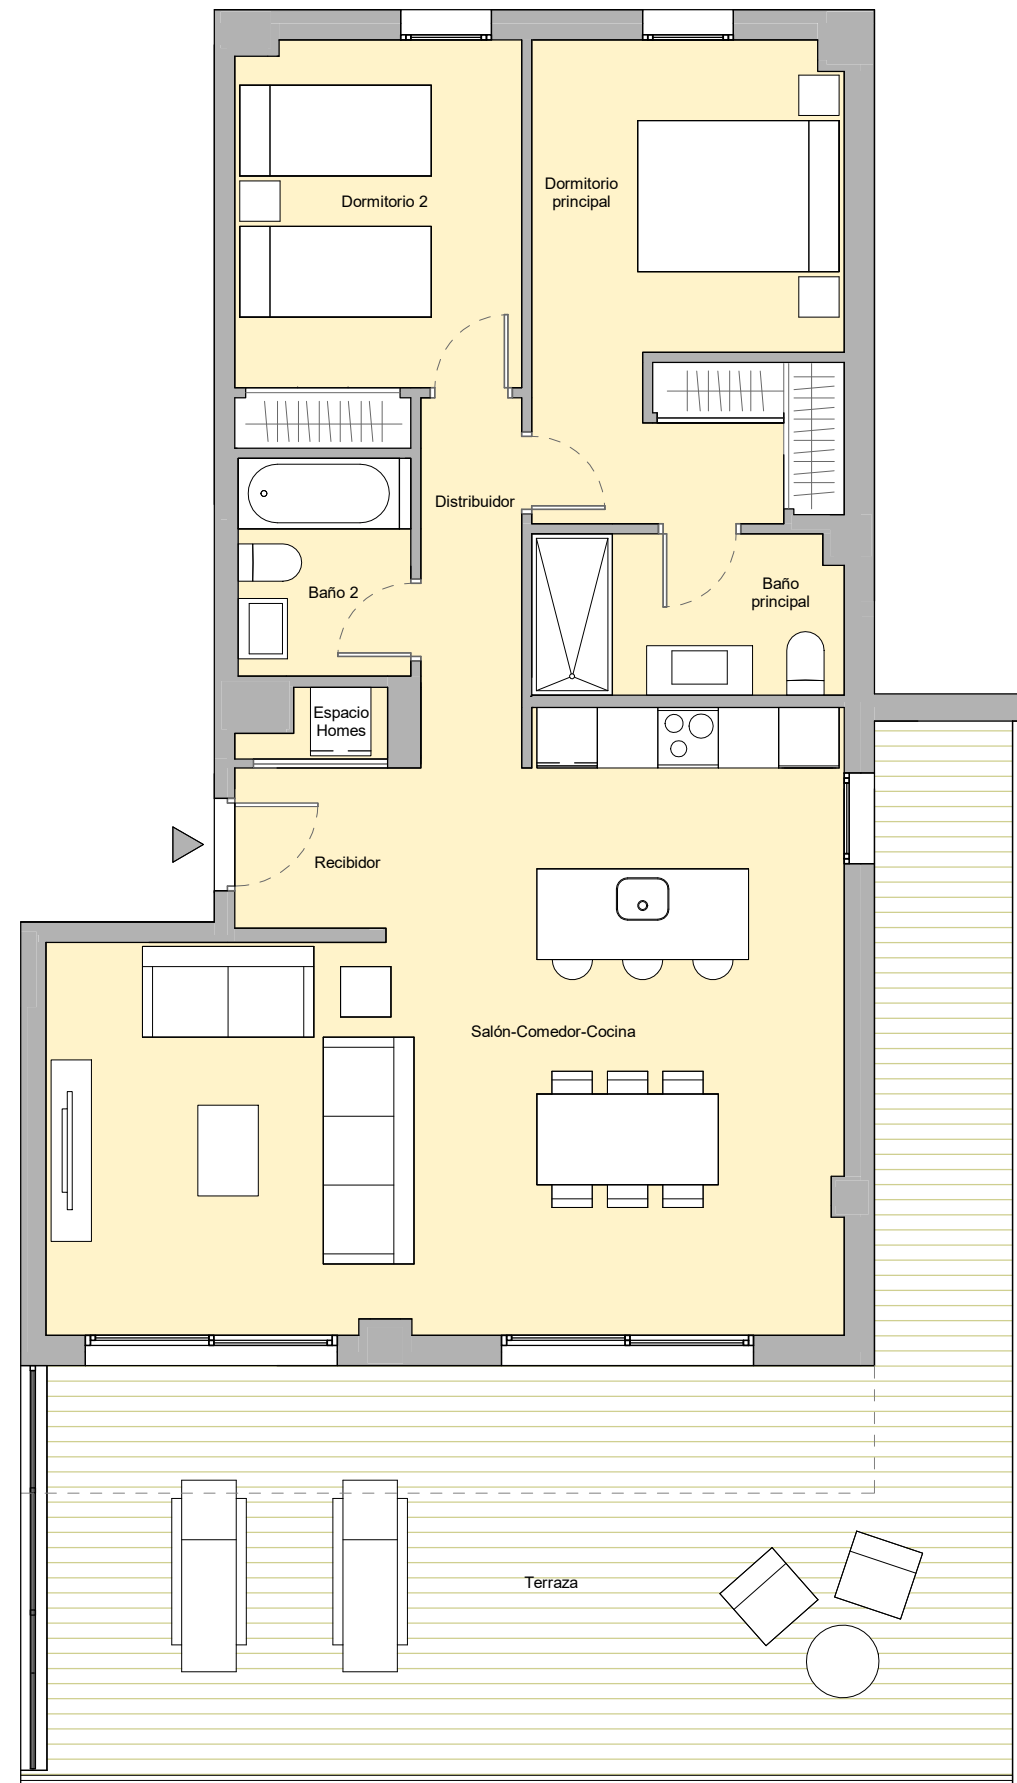 Dormitorio 2
Dormitorio
principal
Distribuidor
Baño 2
Baño
principal
Espacio
Homes
Recibidor
Salón-Comedor-Cocina
Terraza